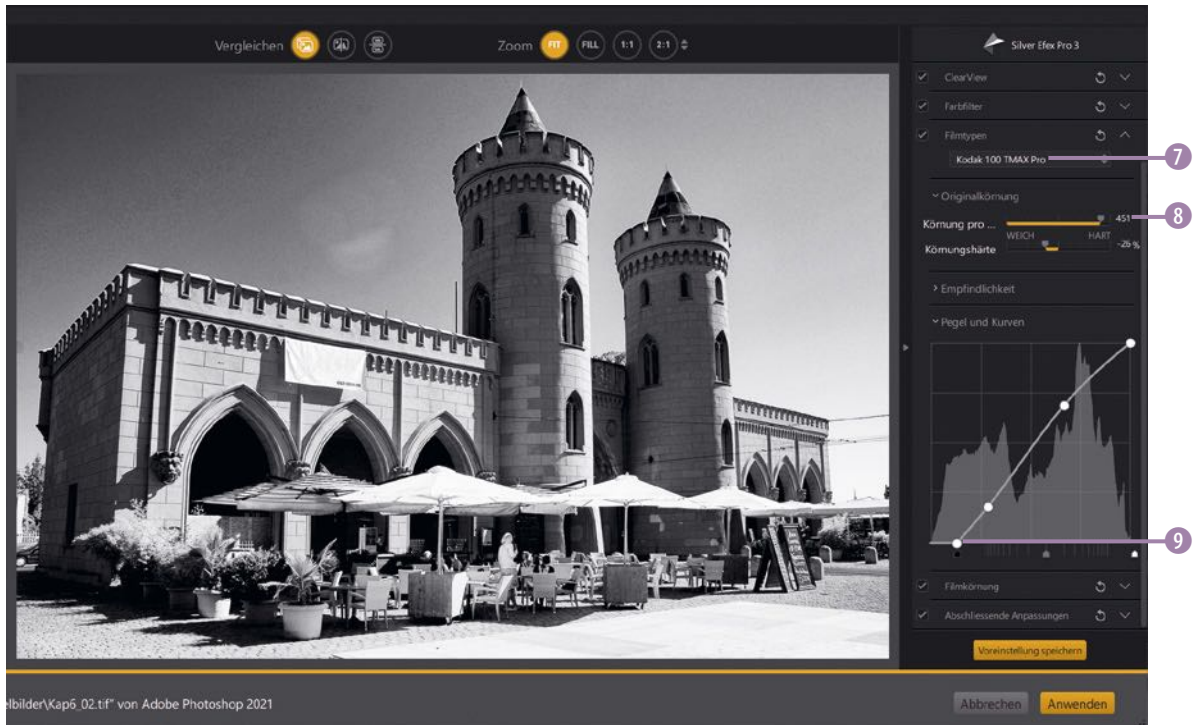 Vergleichen
Zoom FIT FILL 1:1 2:1
Silver Efex Pro 3
ClearView
Farbfilter
Filmtypen
Kodak 100 TMAX Pro
7
Originalkörnung
Körnung pro ... 451
8
WEICH HART
Körnungshärte -26 %
Empfindlichkeit
Pegel und Kurven
9
Filmkörnung
Abschliessende Anpassungen
Voreinstellung speichern
elbilder\Kap6_02.tif" von Adobe Photoshop 2021
Abbrechen Anwenden